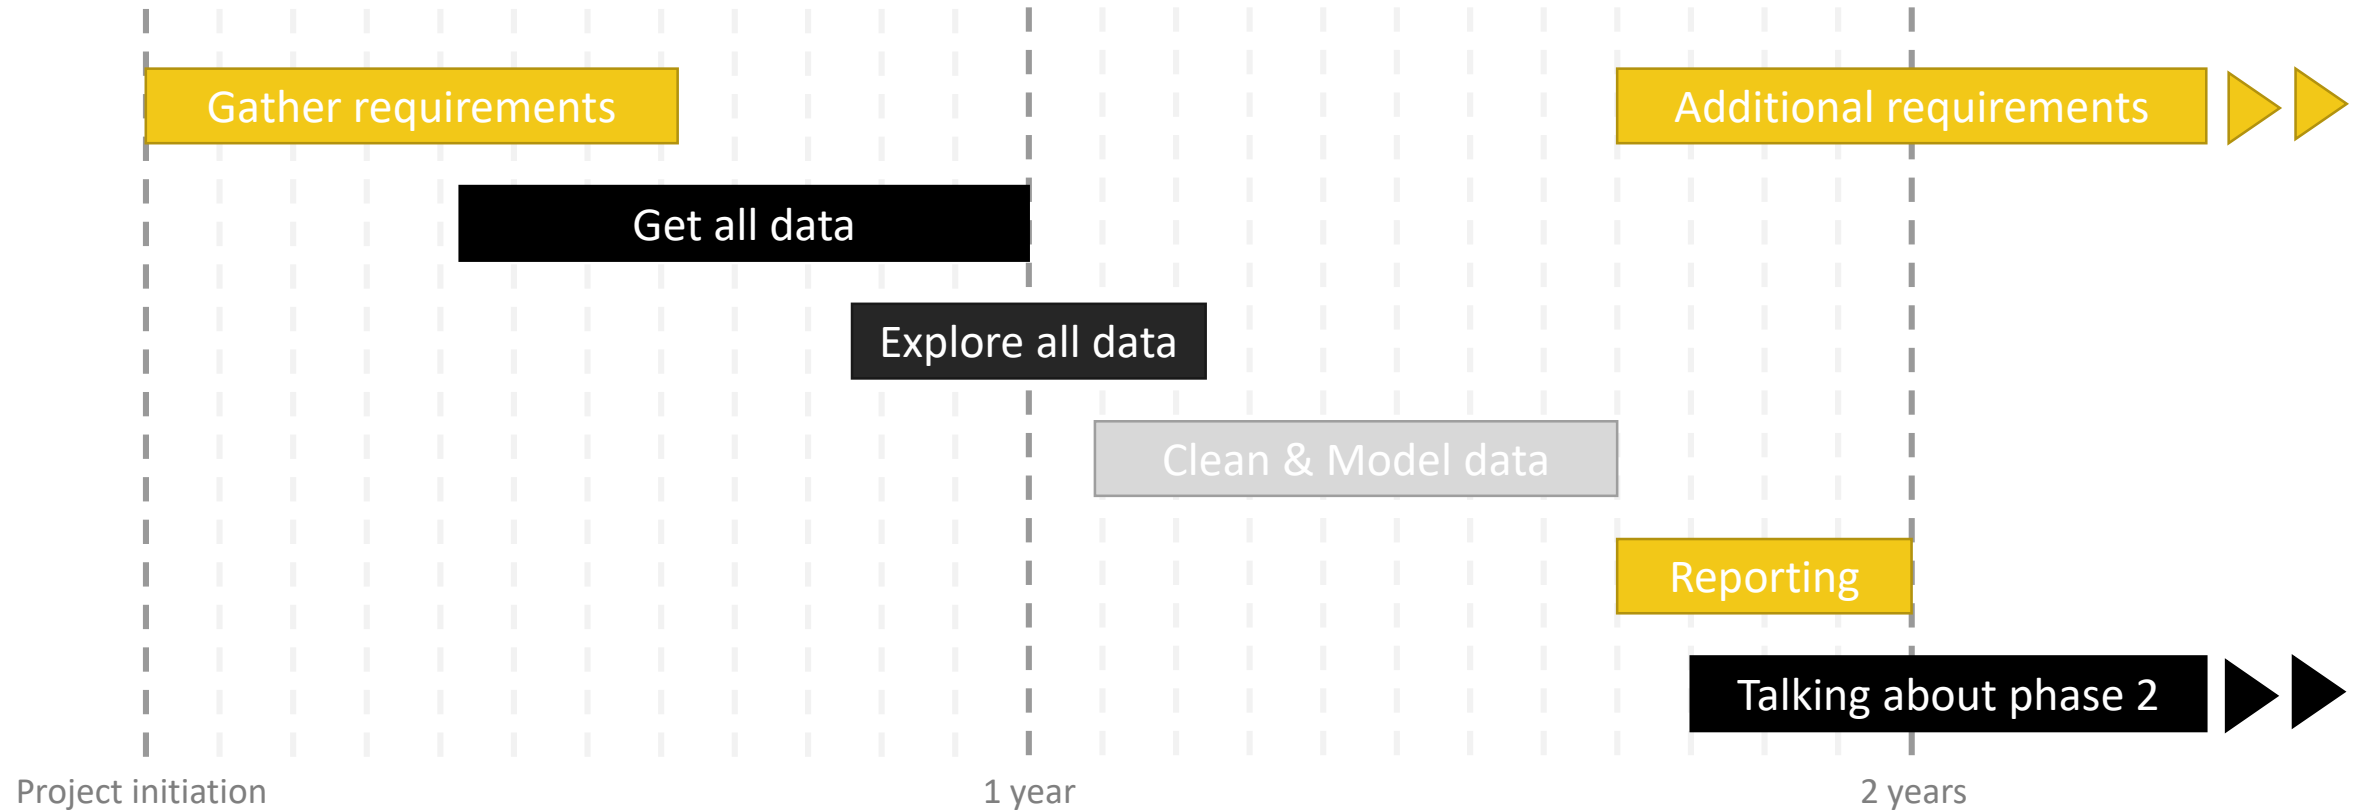 Gather requirements
Additional requirements
Get all data
Explore all data
Clean & Model data
Reporting
Talking about phase 2
Project initiation
1 year
2 years